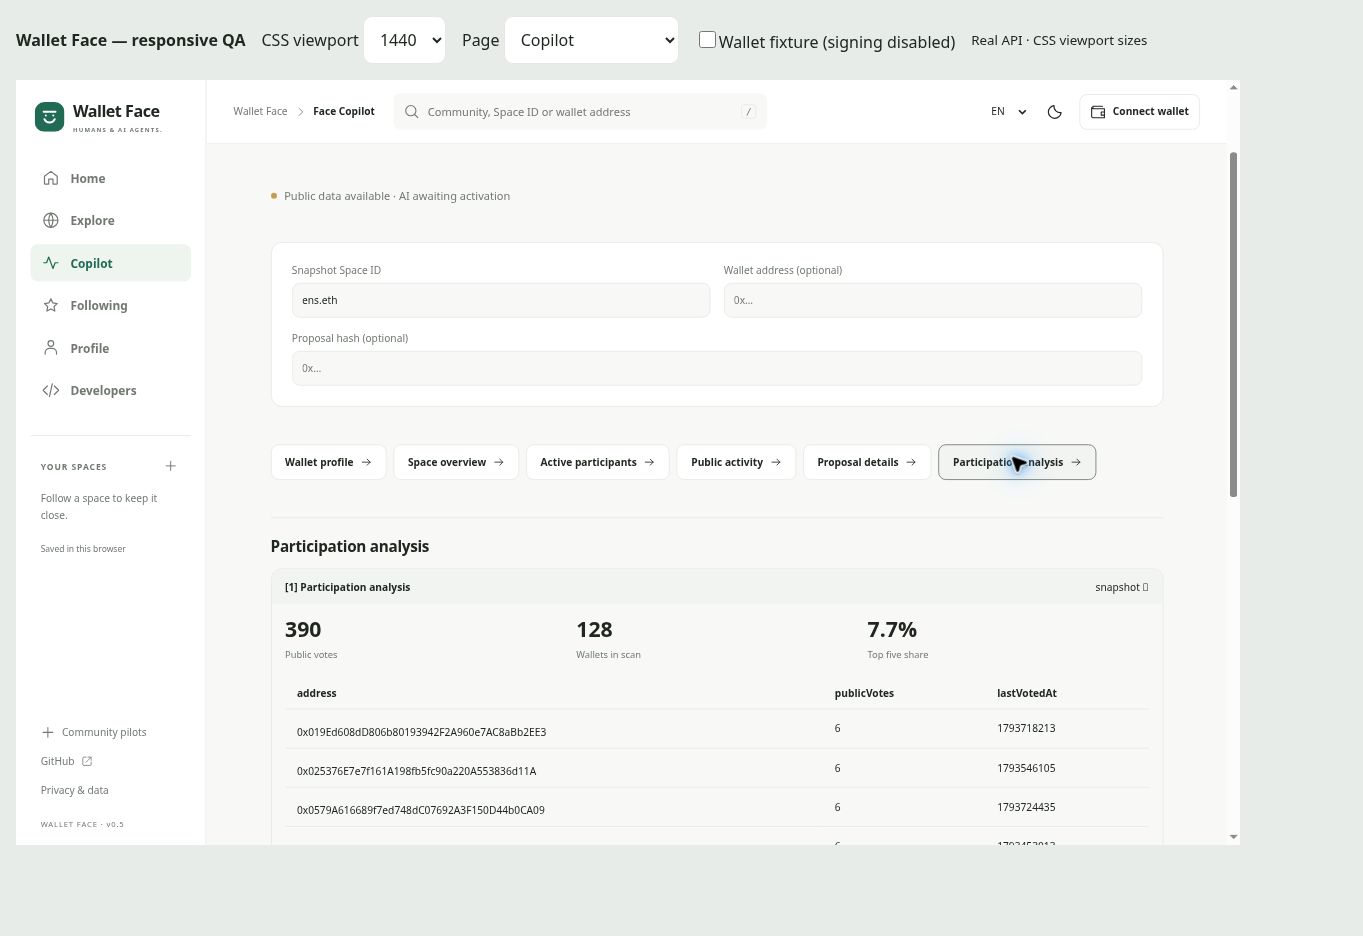 Wallet Face — responsive QA CSS viewport 1440 Page Copilot Wallet fixture (signing disabled) Real API · CSS viewport sizes
Wallet Face
HUMANS & AI AGENTS.
Home
Explore
Copilot
Following
Profile
Developers
YOUR SPACES
Follow a space to keep it
close.
Saved in this browser
Community pilots
GitHub
Privacy & data
WALLET FACE · v0.5
Wallet Face Face Copilot Community, Space ID or wallet address / EN Connect wallet
Public data available · AI awaiting activation
Snapshot Space ID Wallet address (optional)
ens.eth 0x...
Proposal hash (optional)
0x...
Wallet profile → Space overview → Active participants → Public activity → Proposal details → Participation analysis →
Participation analysis
[1] Participation analysis snapshot
390 128 7.7%
Public votes Wallets in scan Top five share
address publicVotes lastVotedAt
0x019Ed608dD806b80193942F2A960e7AC8aBb2EE3 6 1793718213
0x025376E7e7f161A198fb5fc90a220A553836d11A 6 1793546105
0x0579A616689f7ed748dC07692A3F150D44b0CA09 6 1793724435